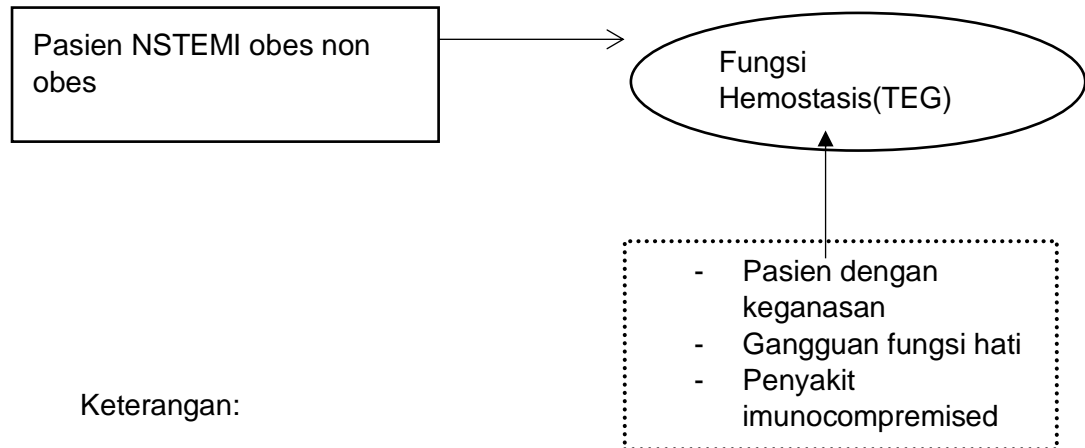 Pasien NSTEMI obes non
obes
Fungsi
Hemostasis(TEG)
- Pasien dengan
keganasan
- Gangguan fungsi hati
- Penyakit
imunocompremised
Keterangan: